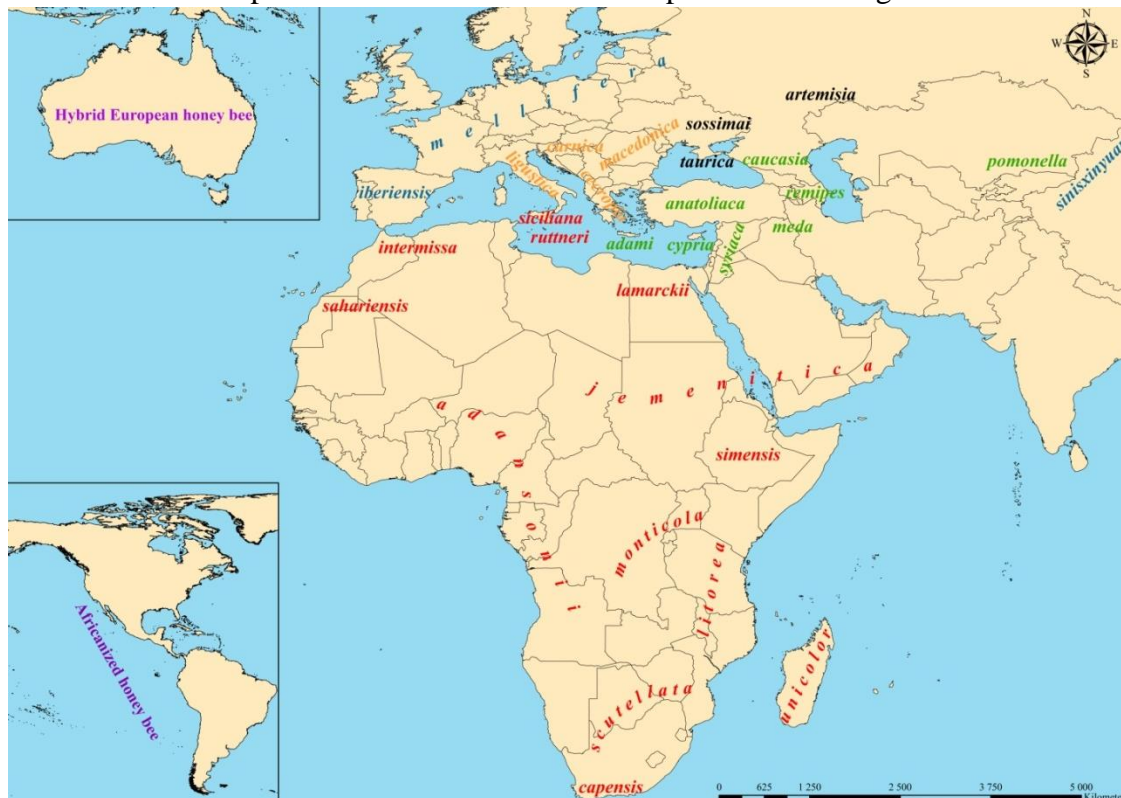 N
W E
S
Hybrid European honey bee
mellifera
artemisia
sossimai
carnica
macedonica
ligustica
taurica
caucasia
pomonella
sinisxinyuan
iberiensis
anatoliaca
remipes
siciliana
ruttneri
adami
cypria
syriaca
meda
intermissa
sahariensis
lamarckii
jemenitica
adansonii
simensis
monticola
litorea
unicolor
scutellata
capensis
Africanized honey bee
0 625 1 250 2 500 3 750 5 000